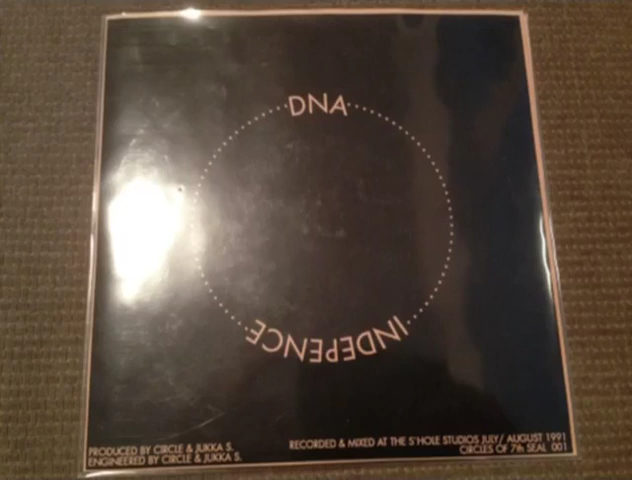 DNA
INDEPENCE
PRODUCED BY CIRCLE & JUKKA S.
ENGINEERED BY CIRCLE & JUKKA S.
RECORDED & MIXED AT THE S'HOLE STUDIOS JULY/ AUGUST 1991
CIRCLES OF 7th SEAL 001